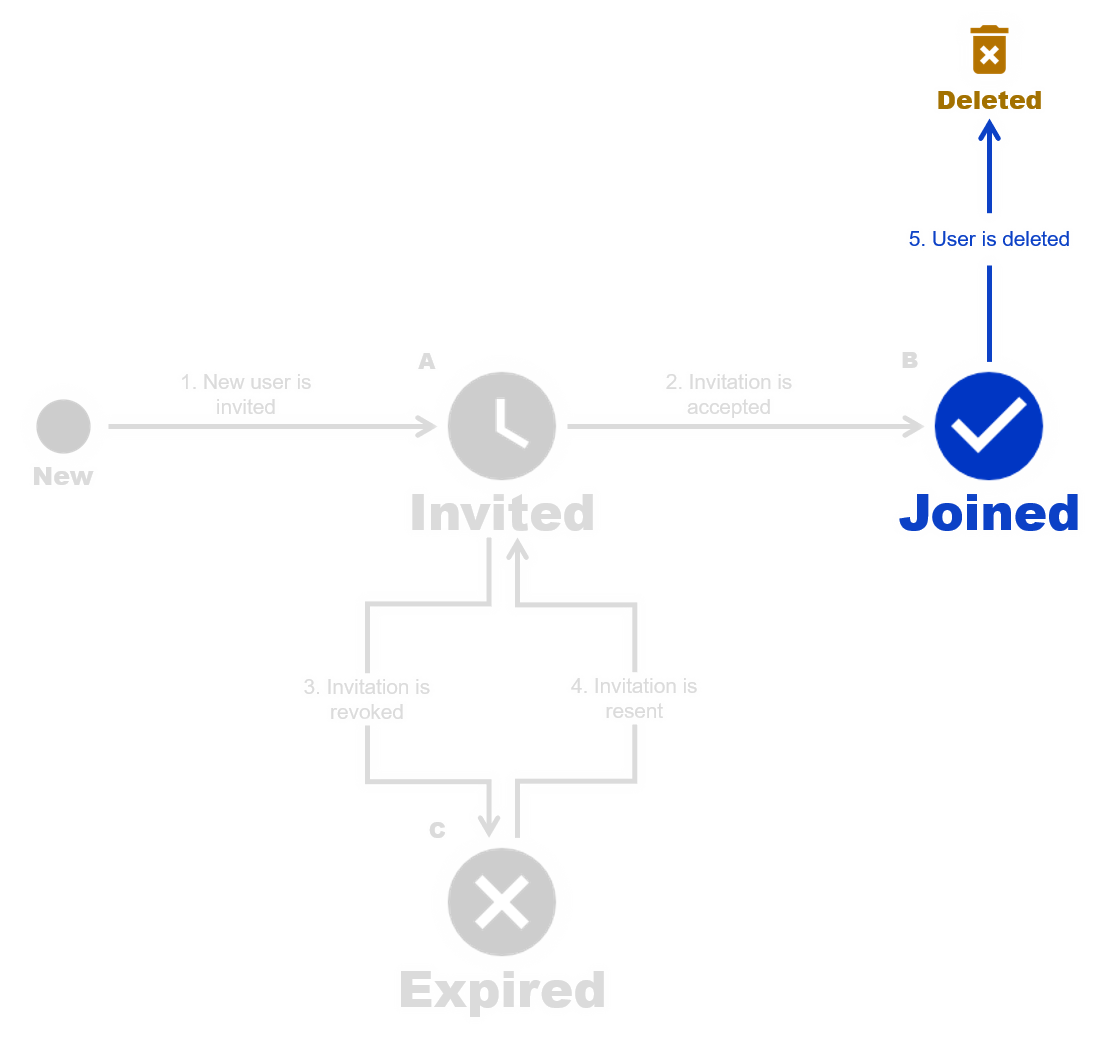 Deleted
5. User is deleted
A
B
1. New user is
invited
2. Invitation is
accepted
New
Invited
Joined
3. Invitation is
revoked
4. Invitation is
resent
C
Expired